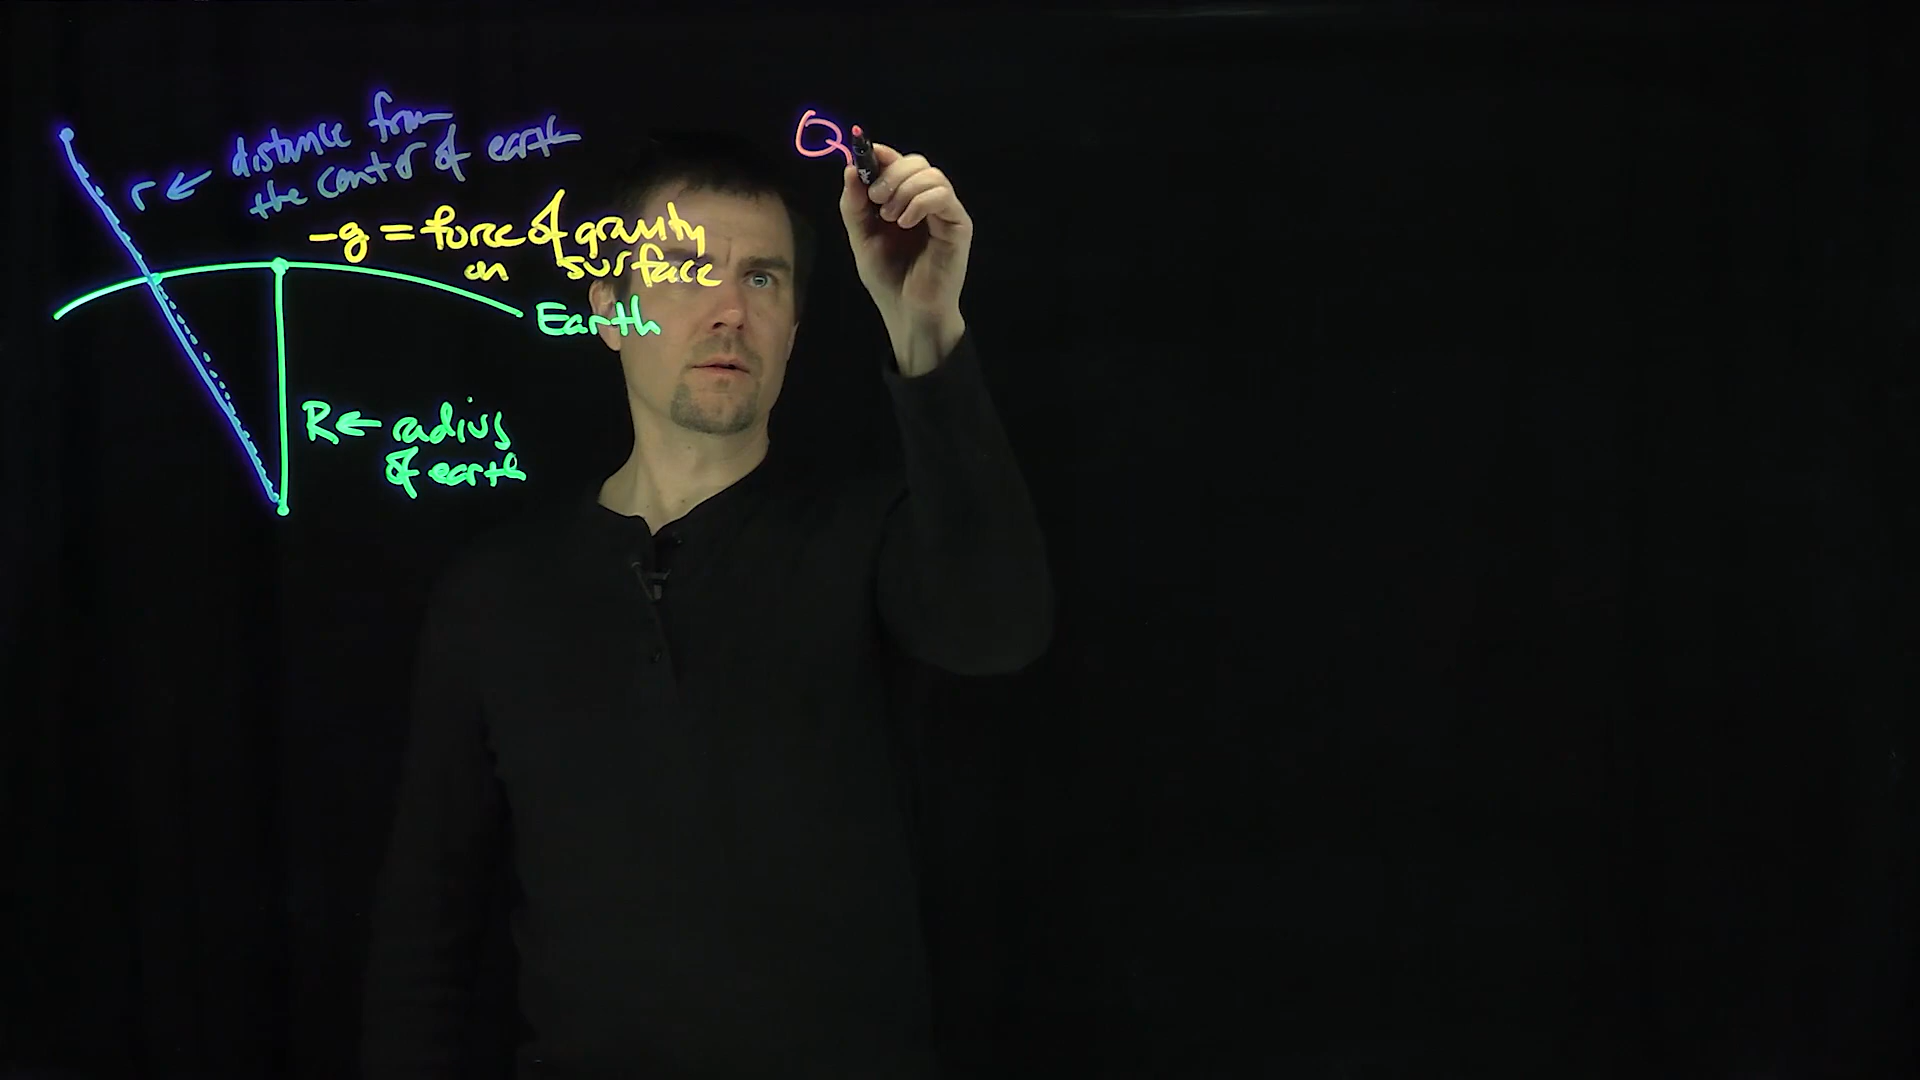 r ← distance from
the center of earth
-g = force of gravity
on surface
Earth
R ← radius
of earth
Q